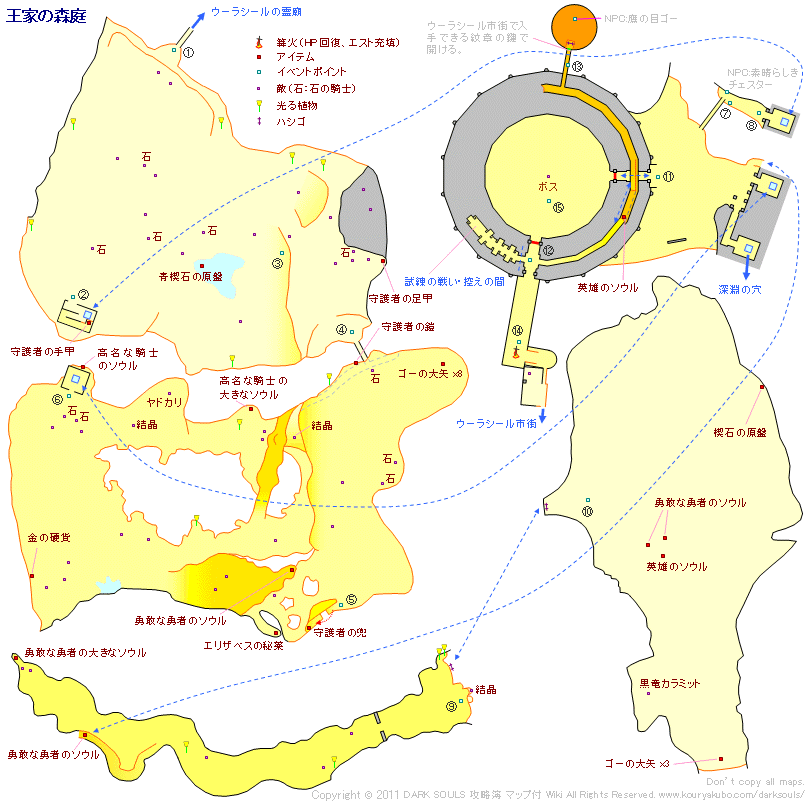 王家の森庭
ウーラシールの霊廟
①
篝火(HP回復、エスト充填)
アイテム
イベントポイント
敵(石:石の騎士)
光る植物
ハシゴ
ウーラシール市街で入
手できる紋章の鍵で
開ける。
NPC:鷹の目ゴー
⑬
NPC:素晴らしき
チェスター
⑦
⑧
⑪
ボス
⑮
⑫
石
石
石
石
石
③
青楔石の原盤
守護者の足甲
試練の戦い・控えの間
英雄のソウル
深淵の穴
②
④
守護者の鎧
⑭
守護者の手甲
高名な騎士
のソウル
高名な騎士の
大きなソウル
石
ゴーの大矢 x8
ウーラシール市街
⑥
ヤドカリ
石
石
結晶
結晶
楔石の原盤
石
石
勇敢な勇者のソウル
⑩
金の硬貨
英雄のソウル
勇敢な勇者のソウル
⑤
守護者の兜
エリザベスの秘薬
勇敢な勇者の大きなソウル
結晶
⑨
黒竜カラミット
勇敢な勇者のソウル
ゴーの大矢 x3
Don't copy all maps.
Copyright © 2011 DARK SOULS 攻略簿 マップ付 Wiki All Rights Reserved. www.kouryakubo.com/darksouls/